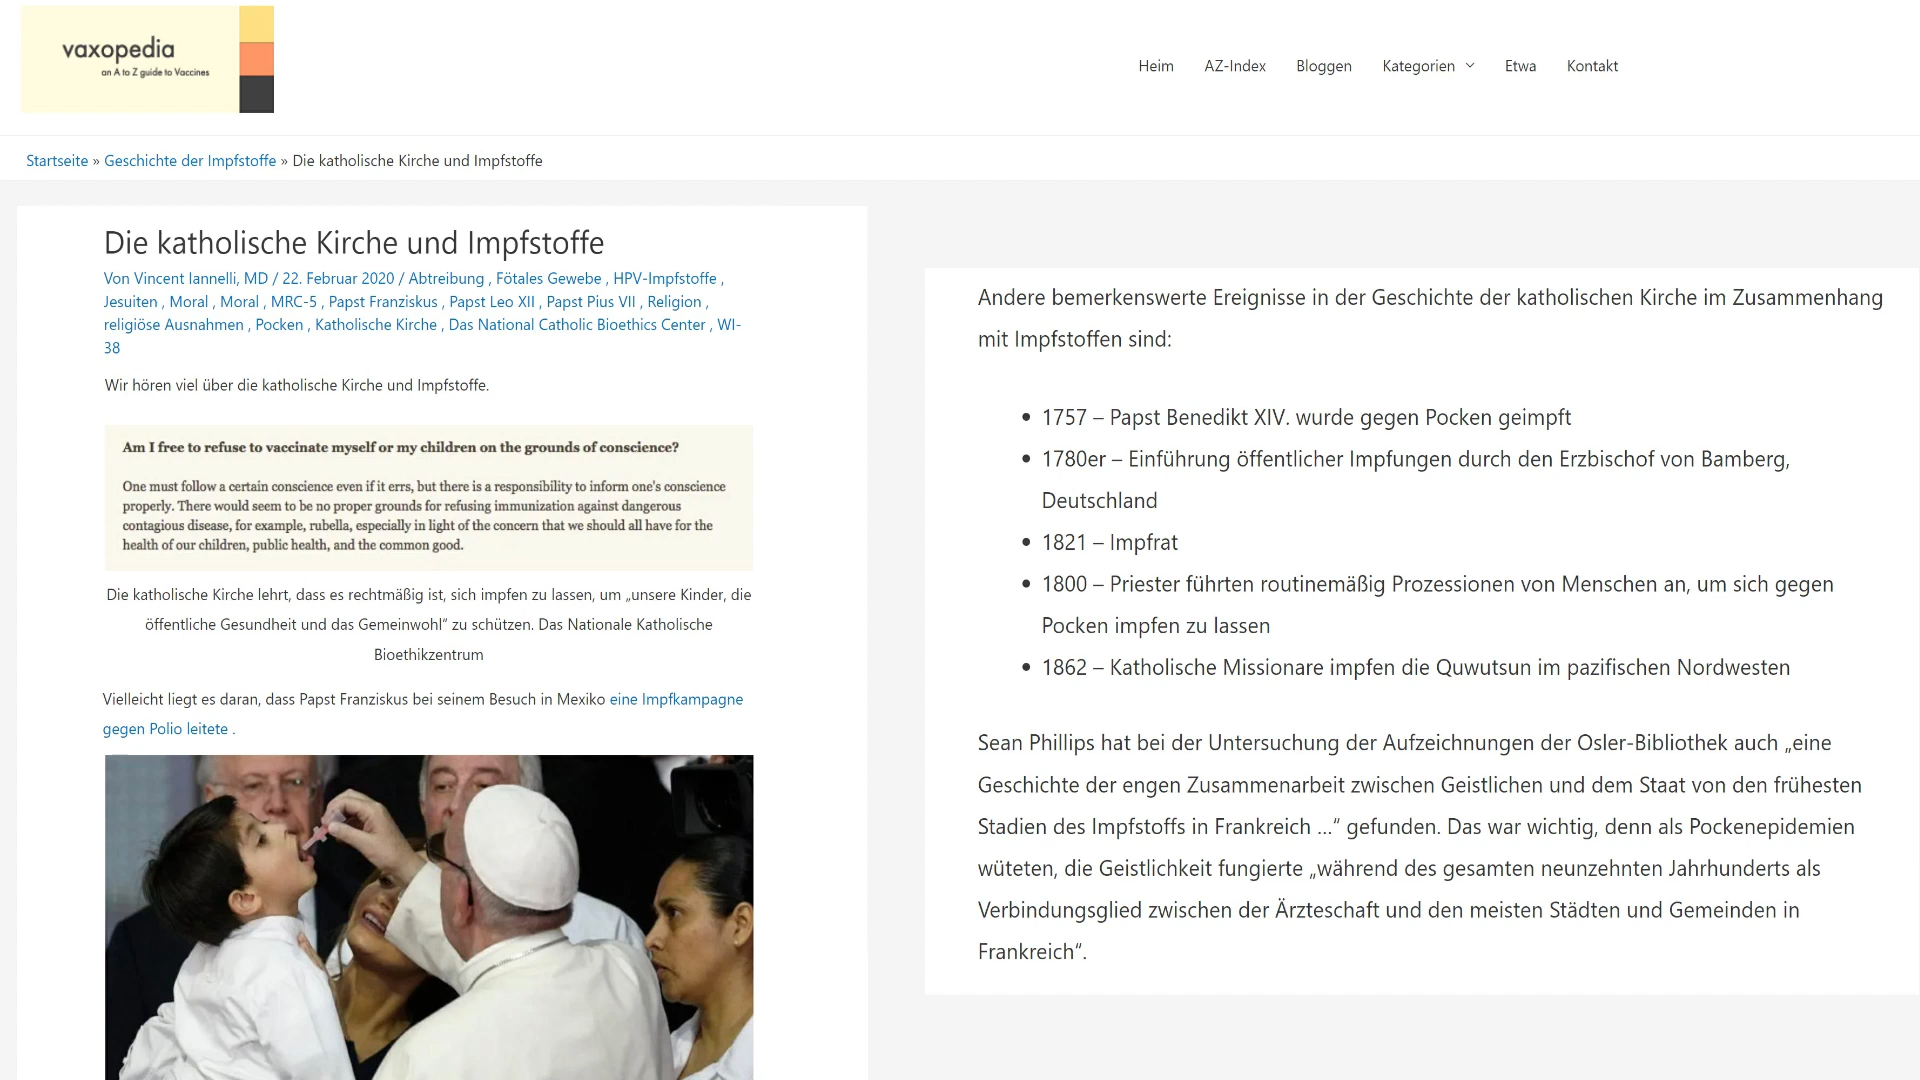 vaxopedia
an A to Z guide to Vaccines
Heim
AZ-Index
Bloggen
Kategorien
Etwa
Kontakt
Startseite » Geschichte der Impfstoffe » Die katholische Kirche und Impfstoffe
Die katholische Kirche und Impfstoffe
Von Vincent Iannelli, MD / 22. Februar 2020 / Abtreibung , Fötales Gewebe , HPV-Impfstoffe ,
Jesuiten , Moral , Moral , MRC-5 , Papst Franziskus , Papst Leo XII , Papst Pius VII , Religion ,
religiöse Ausnahmen , Pocken , Katholische Kirche , Das National Catholic Bioethics Center , WI-
38
Wir hören viel über die katholische Kirche und Impfstoffe.
Am I free to refuse to vaccinate myself or my children on the grounds of conscience?
One must follow a certain conscience even if it errs, but there is a responsibility to inform one's conscience
properly. There would seem to be no proper grounds for refusing immunization against dangerous
contagious disease, for example, rubella, especially in light of the concern that we should all have for the
health of our children, public health, and the common good.
Die katholische Kirche lehrt, dass es rechtmäßig ist, sich impfen zu lassen, um „unsere Kinder, die
öffentliche Gesundheit und das Gemeinwohl“ zu schützen. Das Nationale Katholische
Bioethikzentrum
Vielleicht liegt es daran, dass Papst Franziskus bei seinem Besuch in Mexiko eine Impfkampagne
gegen Polio leitete .
Andere bemerkenswerte Ereignisse in der Geschichte der katholischen Kirche im Zusammenhang
mit Impfstoffen sind:
• 1757 – Papst Benedikt XIV. wurde gegen Pocken geimpft
• 1780er – Einführung öffentlicher Impfungen durch den Erzbischof von Bamberg,
Deutschland
• 1821 – Impfrat
• 1800 – Priester führten routinemäßig Prozessionen von Menschen an, um sich gegen
Pocken impfen zu lassen
• 1862 – Katholische Missionare impfen die Quwutsun im pazifischen Nordwesten
Sean Phillips hat bei der Untersuchung der Aufzeichnungen der Osler-Bibliothek auch „eine
Geschichte der engen Zusammenarbeit zwischen Geistlichen und dem Staat von den frühesten
Stadien des Impfstoffs in Frankreich ...“ gefunden. Das war wichtig, denn als Pockenepidemien
wüteten, die Geistlichkeit fungierte „während des gesamten neunzehnten Jahrhunderts als
Verbindungsglied zwischen der Ärzteschaft und den meisten Städten und Gemeinden in
Frankreich“.